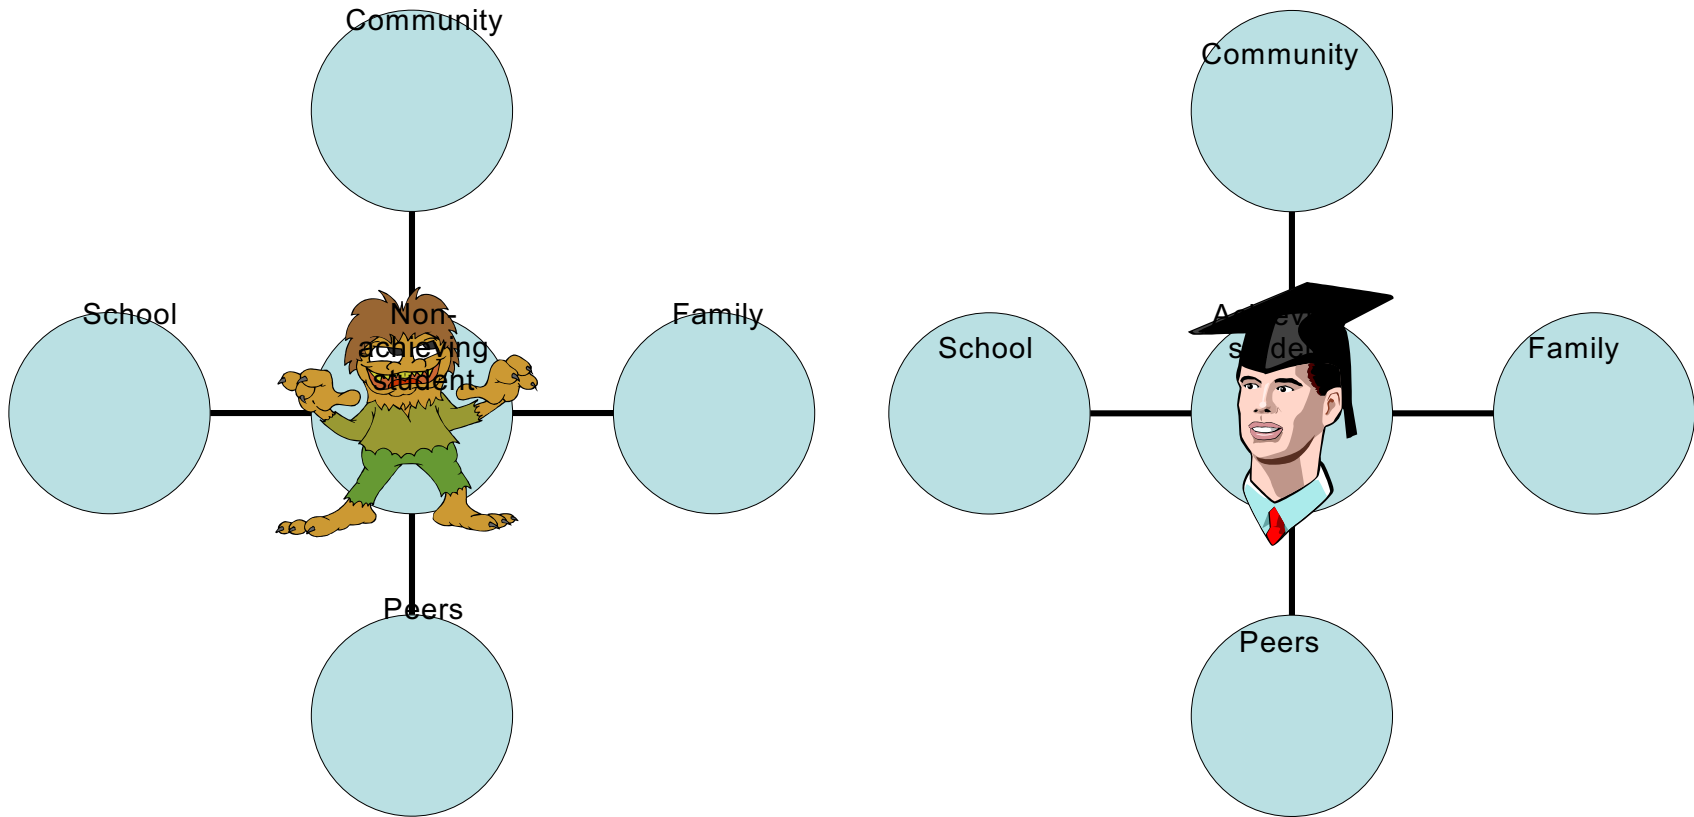 Community
School
Non-
achieving
student
Family
Peers
Community
School
Family
Peers